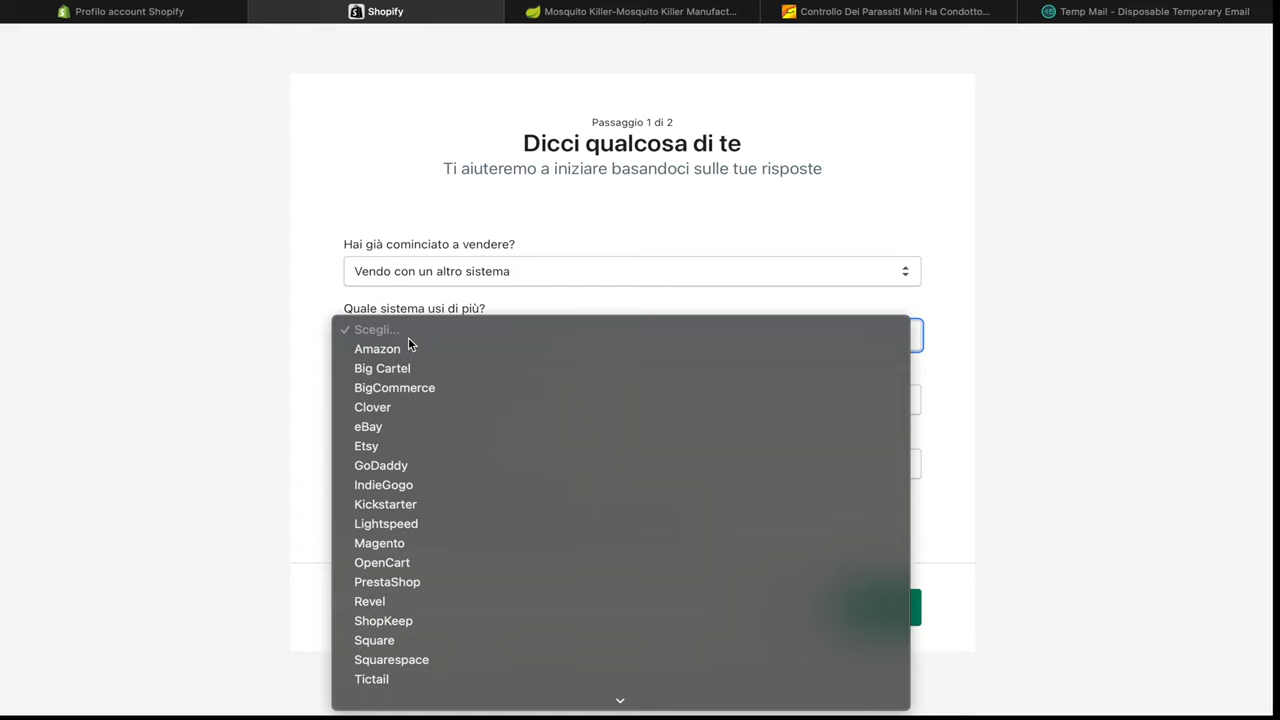 Profilo account Shopify
Shopify
Mosquito Killer-Mosquito Killer Manufact...
Controllo Dei Parassiti Mini Ha Condotto...
Temp Mail - Disposable Temporary Email
Passaggio 1 di 2
Dicci qualcosa di te
Ti aiuteremo a iniziare basandoci sulle tue risposte
Hai già cominciato a vendere?
Vendo con un altro sistema
Quale sistema usi di più?
Scegli...
Amazon
Big Cartel
BigCommerce
Clover
eBay
Etsy
GoDaddy
IndieGogo
Kickstarter
Lightspeed
Magento
OpenCart
PrestaShop
Revel
ShopKeep
Square
Squarespace
Tictail